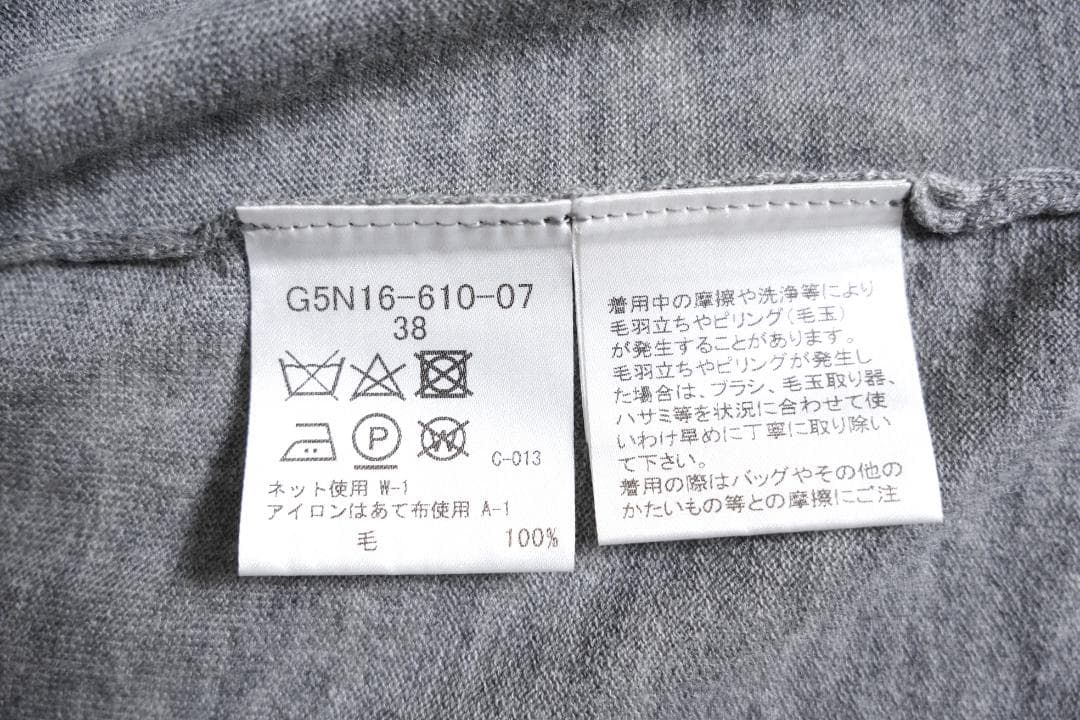 G5N16-610-07
38
P
W
C-013
ネット使用 W-1
アイロンはあて布使用 A-1
毛 100%
着用中の摩擦や洗浄等により
毛羽立ちやピリング(毛玉)
が発生することがあります。
毛羽立ちやピリングが発生し
た場合は、ブラシ、毛玉取り器、
ハサミ等を状況に合わせて使
いわけ早めに丁寧に取り除い
て下さい。
着用の際はバッグやその他の
かたいもの等との摩擦にご注